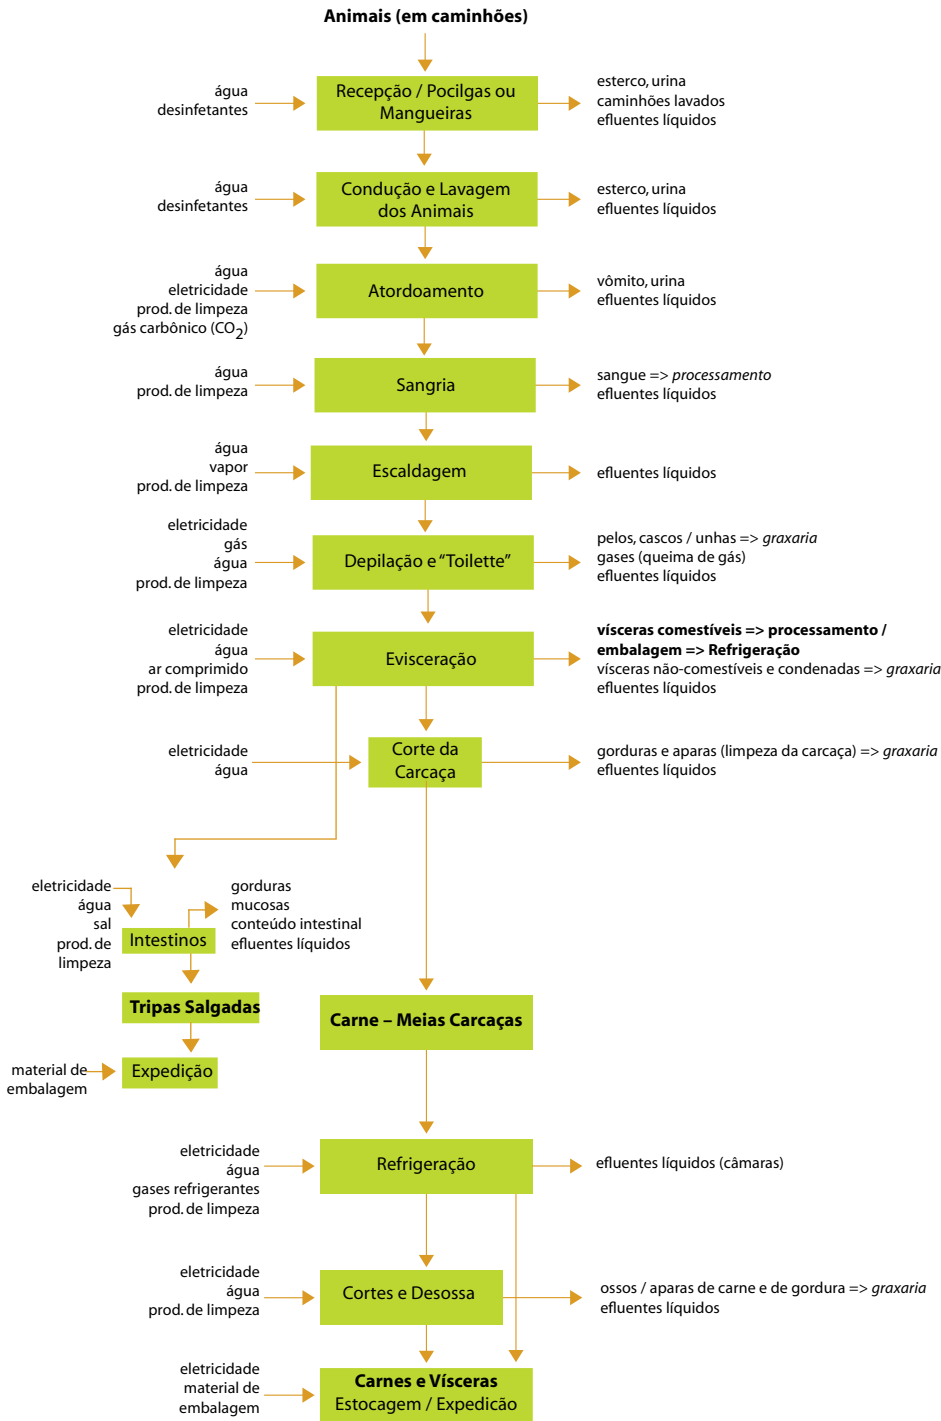 Animais (em caminhões)
água
desinfetantes
Recepção / Pocilgas ou
Mangueiras
esterco, urina
caminhões lavados
efluentes líquidos
água
desinfetantes
Condução e Lavagem
dos Animais
esterco, urina
efluentes líquidos
água
eletricidade
prod. de limpeza
gás carbônico (CO2)
Atordoamento
vômito, urina
efluentes líquidos
água
prod. de limpeza
Sangria
sangue => processamento
efluentes líquidos
água
vapor
prod. de limpeza
Escaldagem
efluentes líquidos
eletricidade
gás
água
prod. de limpeza
Depilação e “Toilette”
pelos, cascos / unhas => graxaria
gases (queima de gás)
efluentes líquidos
eletricidade
água
ar comprimido
prod. de limpeza
Evisceração
vísceras comestíveis => processamento /
embalagem => Refrigeração
vísceras não-comestíveis e condenadas => graxaria
efluentes líquidos
eletricidade
água
Corte da
Carcaça
gorduras e aparas (limpeza da carcaça) => graxaria
efluentes líquidos
eletricidade
água
sal
prod. de
limpeza
Intestinos
gorduras
mucosas
conteúdo intestinal
efluentes líquidos
Tripas Salgadas
material de
embalagem
Expedição
Carne – Meias Carcaças
eletricidade
água
gases refrigerantes
prod. de limpeza
Refrigeração
efluentes líquidos (câmaras)
eletricidade
água
prod. de limpeza
Cortes e Desossa
ossos / aparas de carne e de gordura => graxaria
efluentes líquidos
eletricidade
material de
embalagem
Carnes e Vísceras
Estocagem / Expedicão